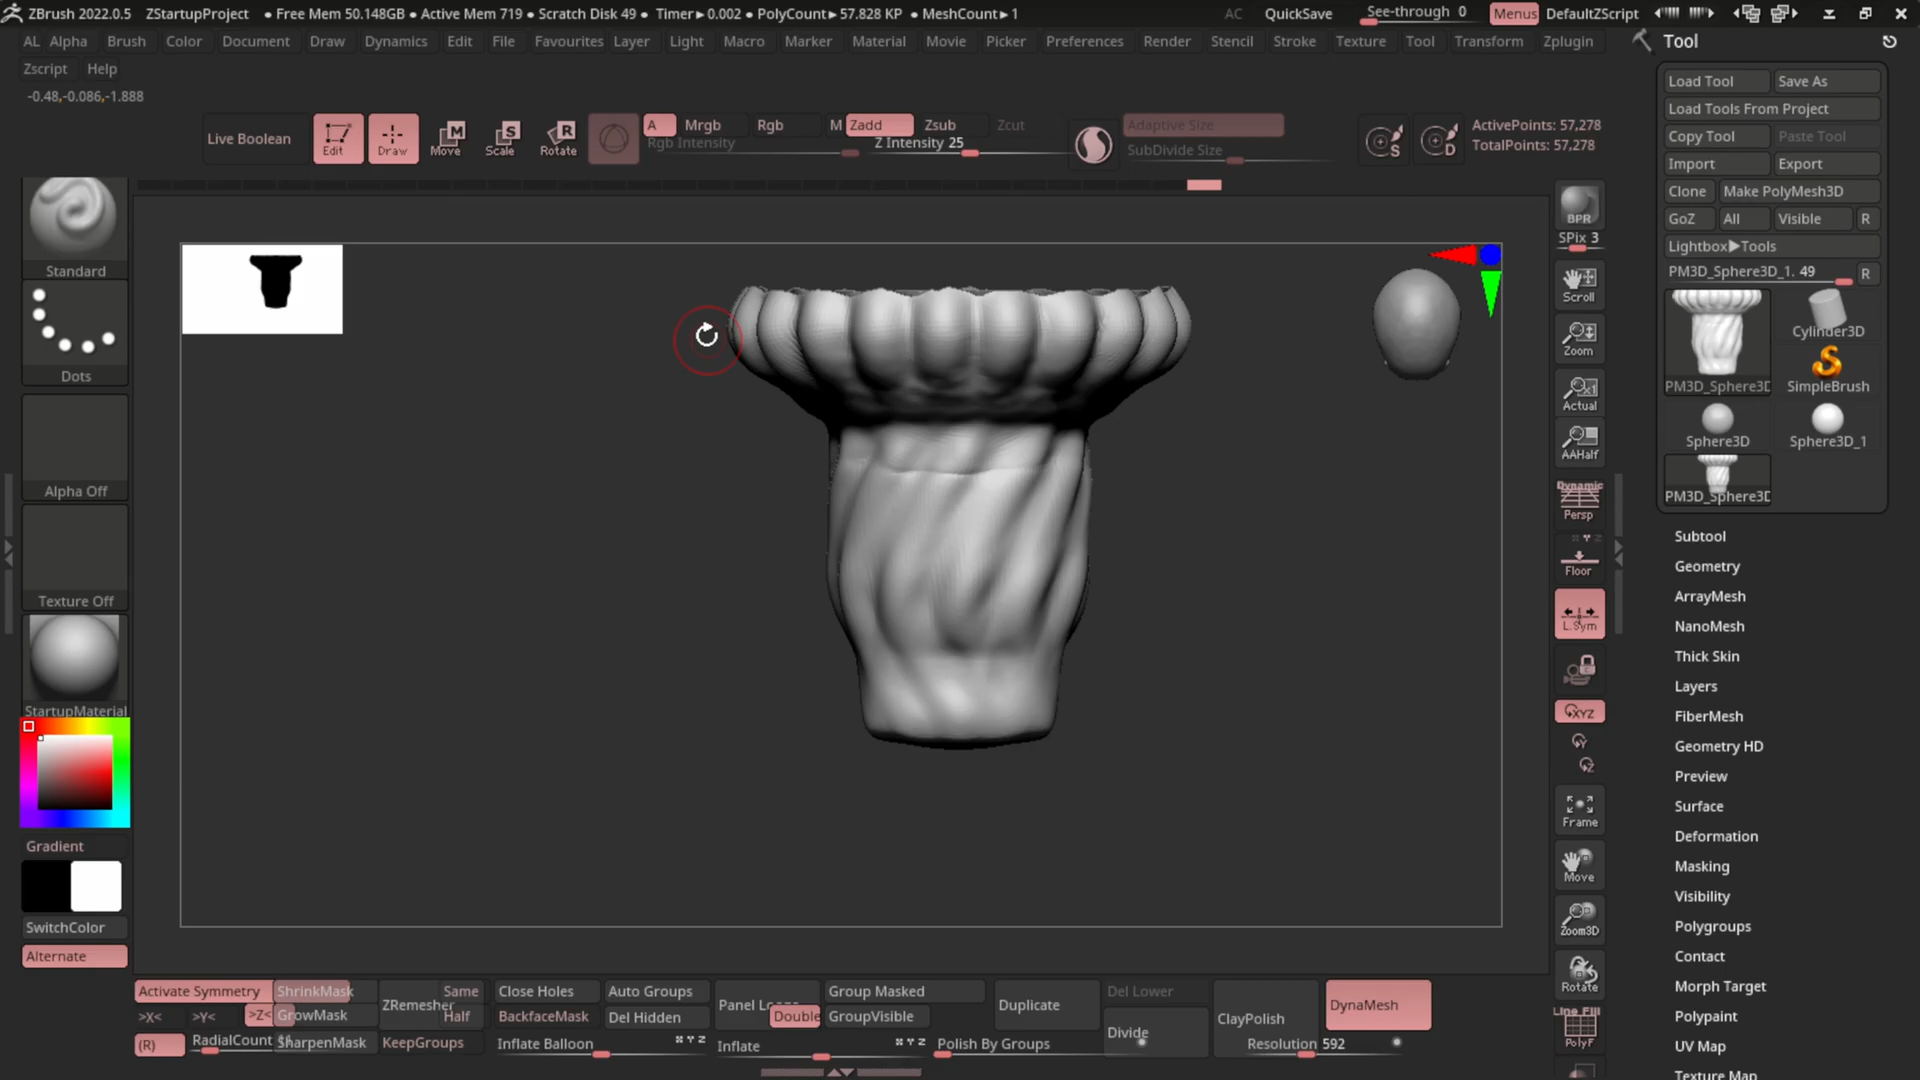 ZBrush 2022.0.5 ZStartupProject • Free Mem 50.148GB • Active Mem 719 • Scratch Disk 49 • Timer▸0.002 • PolyCount▸57.828 KP • MeshCount▸1 AC QuickSave See-through 0 Menus DefaultZScript
AL Alpha Brush Color Document Draw Dynamics Edit File Favourites Layer Light Macro Marker Material Movie Picker Preferences Render Stencil Stroke Texture Tool Transform Zplugin
Zscript Help
-0.48,-0.086,-1.888
Live Boolean
Edit
Draw
Move
Scale
Rotate
A Mrgb Rgb M Zadd Zsub Zcut
Rgb Intensity Z Intensity 25
Adaptive Size
SubDivide Size
S
D
ActivePoints: 57,278
TotalPoints: 57,278
Standard
Dots
Alpha Off
Texture Off
StartupMaterial
Gradient
SwitchColor
Alternate
BPR
SPix 3
Scroll
Zoom
Actual
AAHalf
Dynamic
Persp
Floor
L.Sym
XYZ
Frame
Move
Zoom3D
Rotate
Line Fill
PolyF
Tool
Load Tool Save As
Load Tools From Project
Copy Tool Paste Tool
Import Export
Clone Make PolyMesh3D
GoZ All Visible R
Lightbox▶Tools
PM3D_Sphere3D_1. 49 R
Cylinder3D
PM3D_Sphere3D SimpleBrush
Sphere3D Sphere3D_1
PM3D_Sphere3D
Subtool
Geometry
ArrayMesh
NanoMesh
Thick Skin
Layers
FiberMesh
Geometry HD
Preview
Surface
Deformation
Masking
Visibility
Polygroups
Contact
Morph Target
Polypaint
UV Map
Texture Map
Activate Symmetry ShrinkMask ZRemesher Same Close Holes Auto Groups Panel Loops Group Masked Duplicate Del Lower ClayPolish DynaMesh
>X< >Y< >Z< GrowMask Half BackfaceMask Del Hidden Double GroupVisible Divide
(R) RadialCount SharpenMask KeepGroups Inflate Balloon X Y Z Inflate X Y Z Polish By Groups Resolution 592